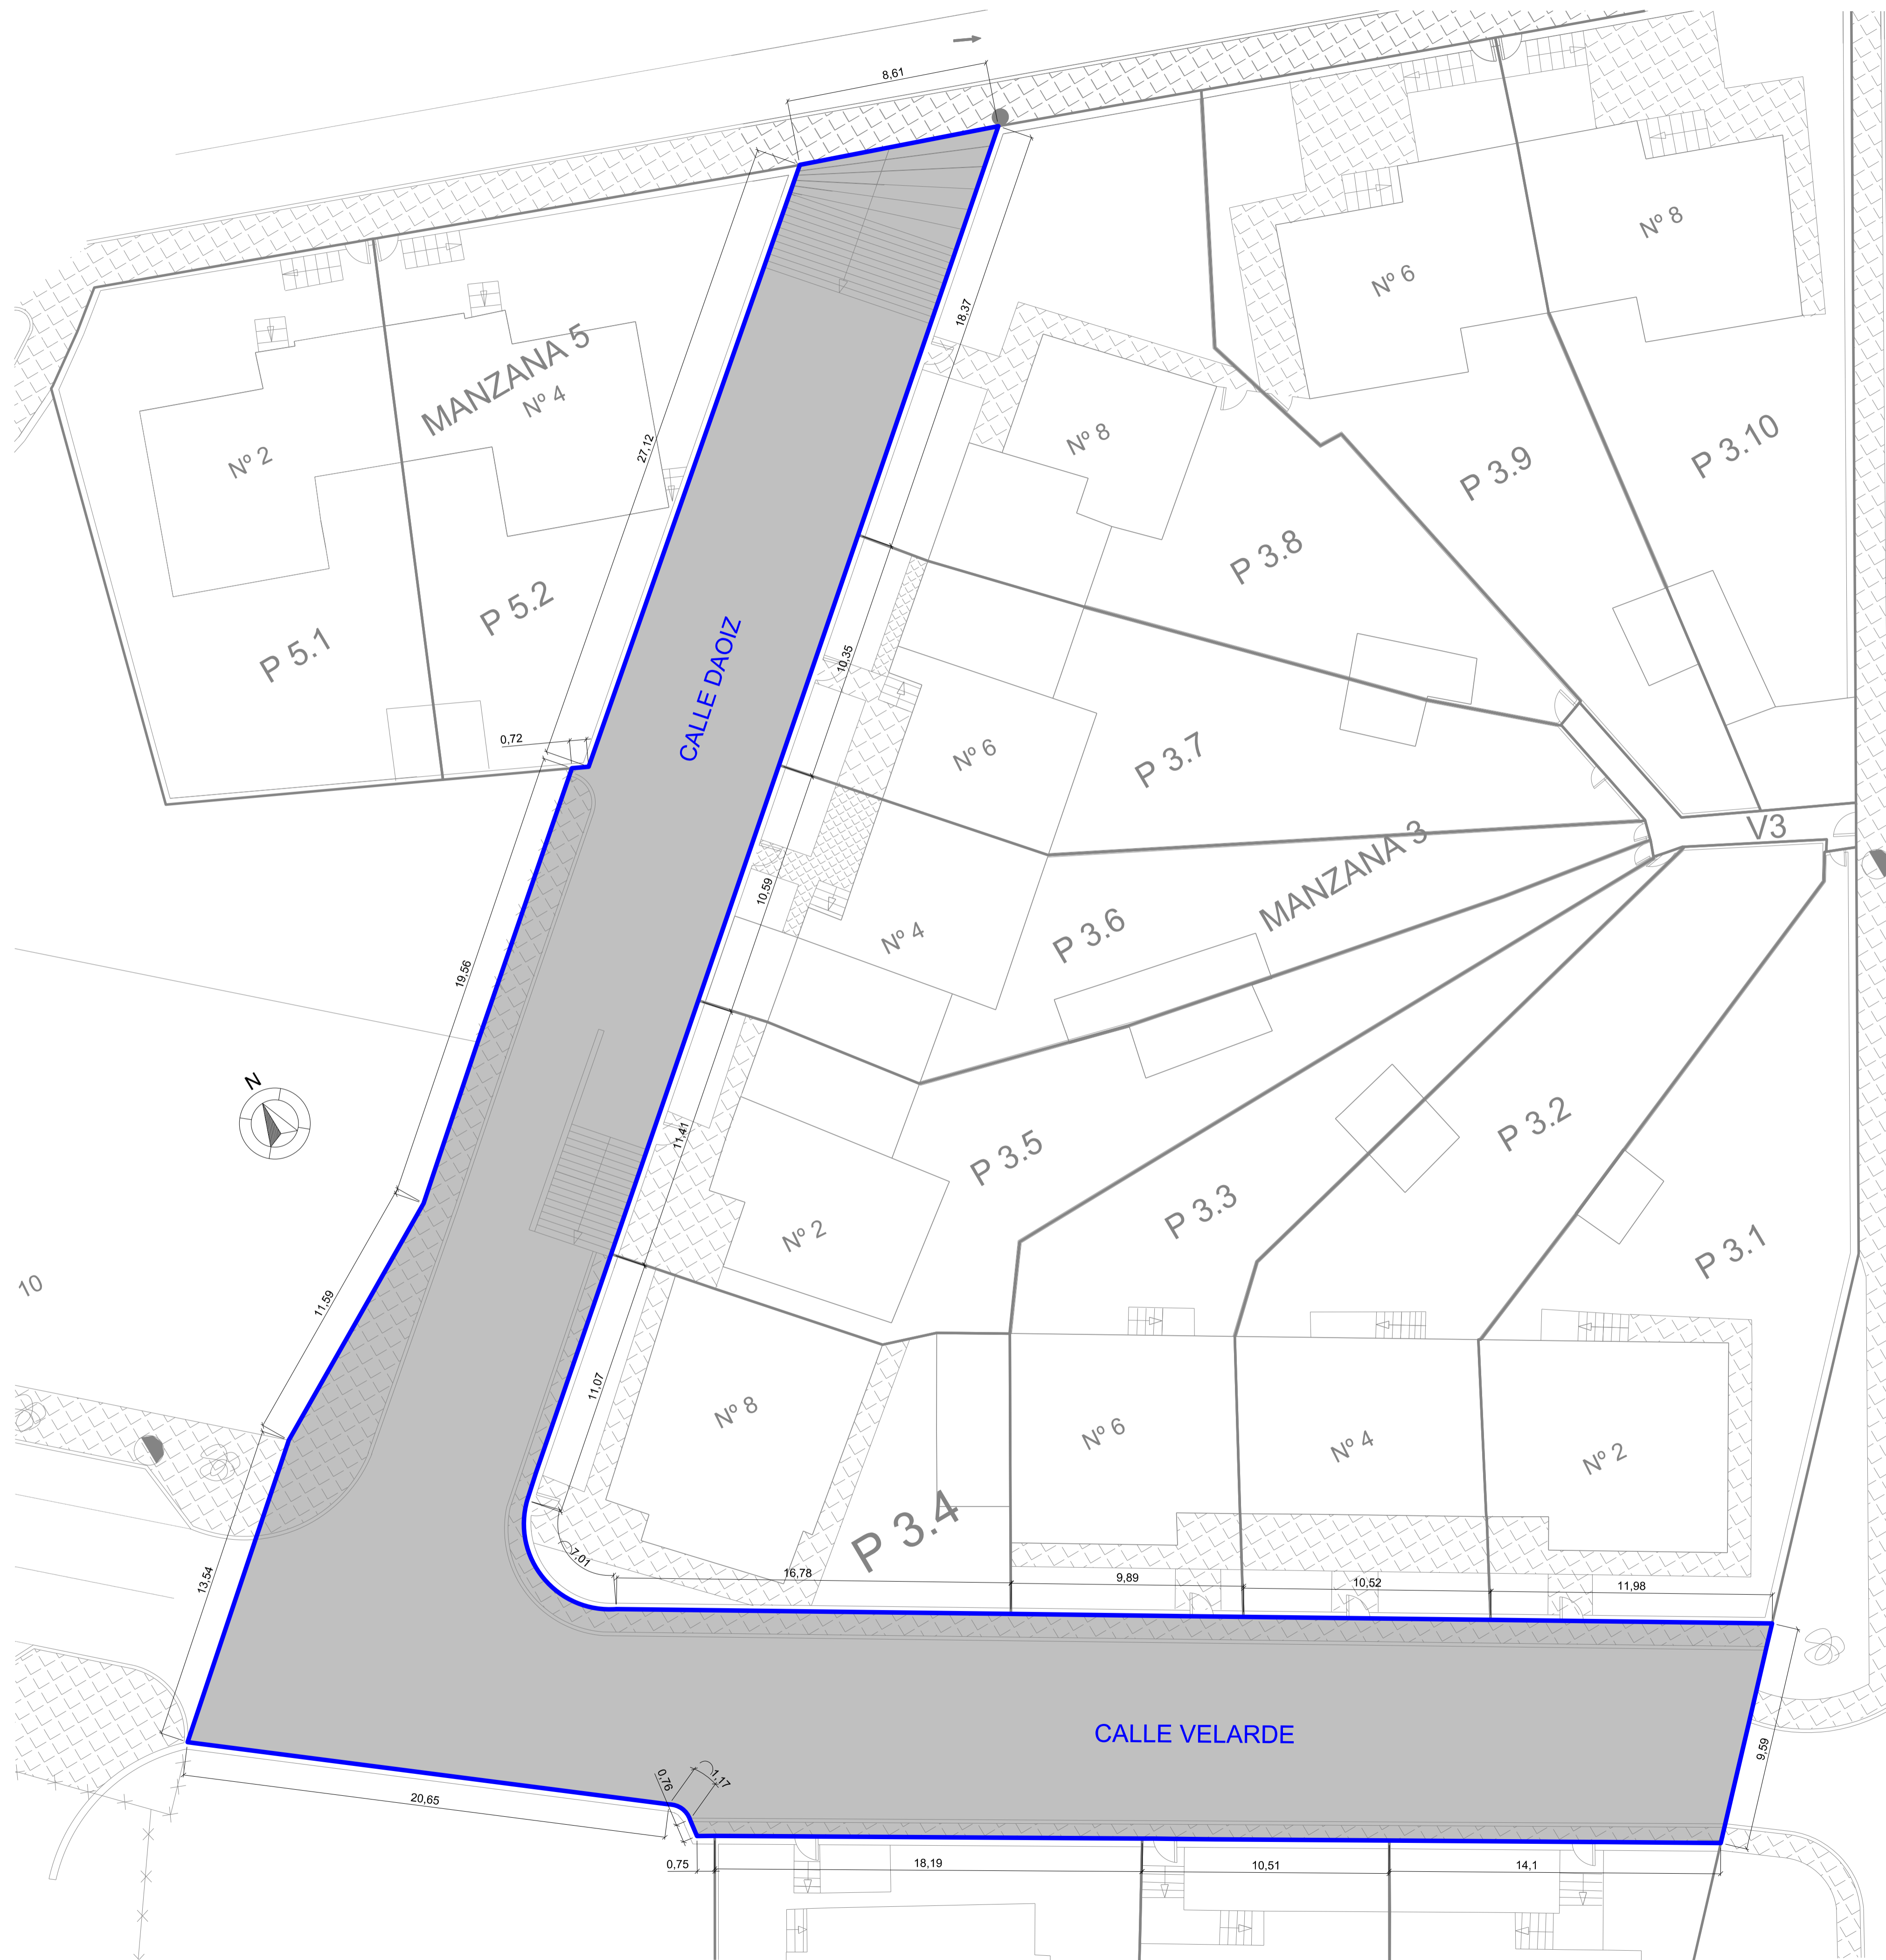 8,61
18,37
27,12
Nº 8
Nº 6
MANZANA 5
Nº 4
Nº 2
Nº 8
P 3.10
P 3.9
P 3.8
P 5.2
P 5.1
CALLE DAOIZ
10,35
0,72
Nº 6
P 3.7
V3
MANZANA 3
10,59
P 3.6
Nº 4
19,56
N
11,41
P 3.2
P 3.5
P 3.3
Nº 2
P 3.1
10
11,59
11,07
Nº 8
Nº 6
Nº 4
Nº 2
P 3.4
7,01
13,54
16,78
9,89
10,52
11,98
CALLE VELARDE
9,59
0,76
1,17
20,65
0,75
18,19
10,51
14,1